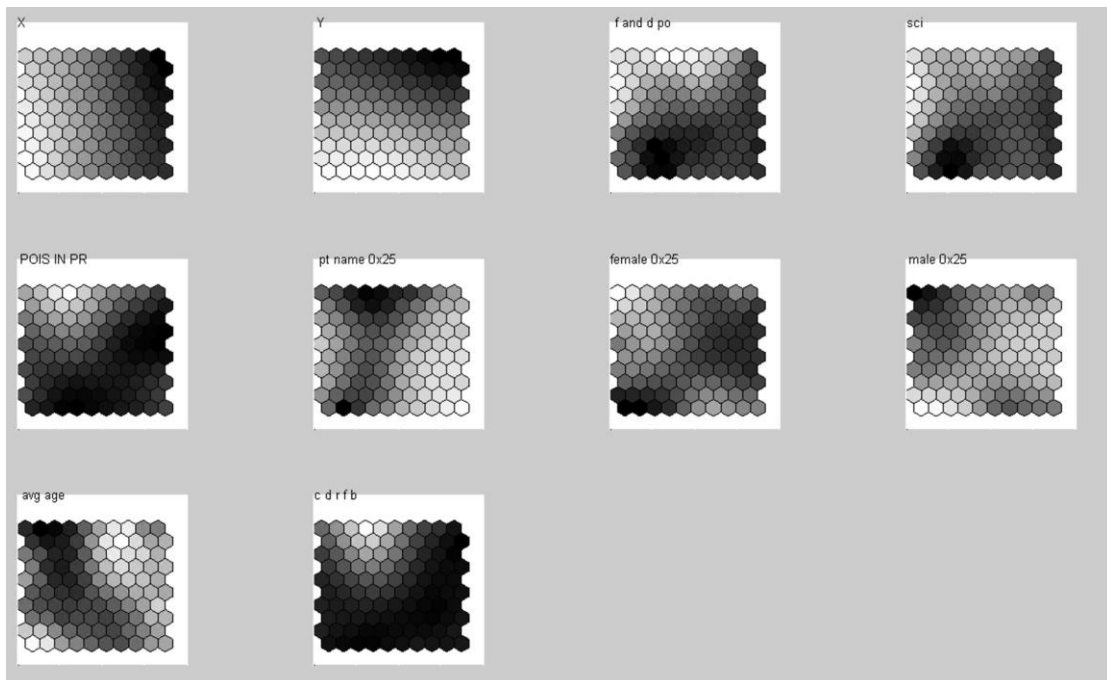 X
Y
f and d po
sci
POIS IN PR
pt name 0x25
female 0x25
male 0x25
avg age
c d r f b